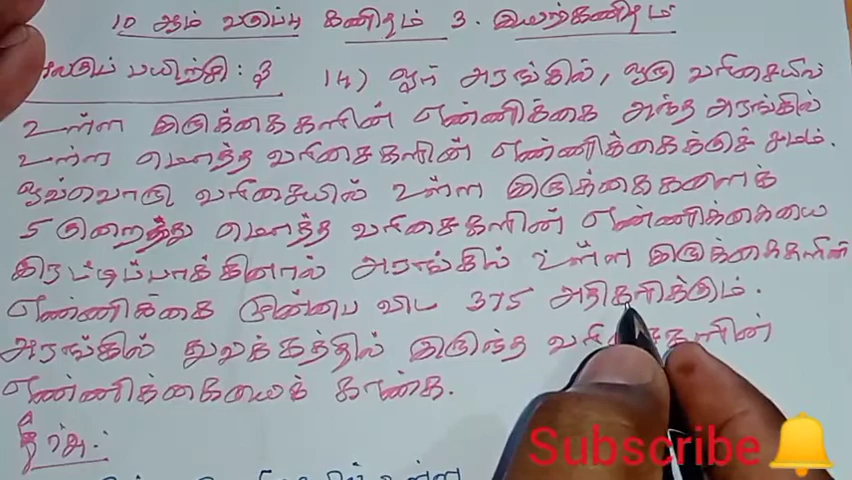 10 ஆம் வகுப்பு கணிதம் 3. இயற்கணிதம்
பயிற்சி: 14) ஓர் அரங்கில், ஒரு வரிசையில்
உள்ள இருக்கைகளின் எண்ணிக்கை அந்த அரங்கில்
உள்ள மொத்த வரிசைகளின் எண்ணிக்கைக்குச் சமம்.
ஒவ்வொரு வரிசையில் உள்ள இருக்கைகளைக்
5 குறைத்து மொத்த வரிசைகளின் எண்ணிக்கையை
இரட்டிப்பாக்கினால் அரங்கில் உள்ள இருக்கைகளின்
எண்ணிக்கை முன்பை விட 375 அதிகரிக்கும்.
அரங்கில் துவக்கத்தில் இருந்த வரிசைகளின்
எண்ணிக்கையைக் காண்க.
தீர்வு:
Subscribe